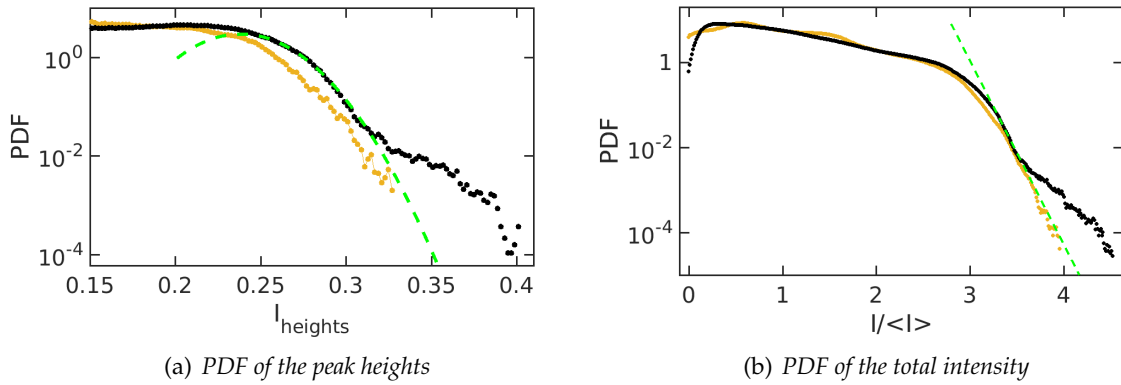 10^0
10^-2
10^-4
PDF
0.15 0.2 0.25 0.3 0.35 0.4
I_heights
(a) PDF of the peak heights
1
10^-2
10^-4
PDF
0 1 2 3 4
I/<I>
(b) PDF of the total intensity